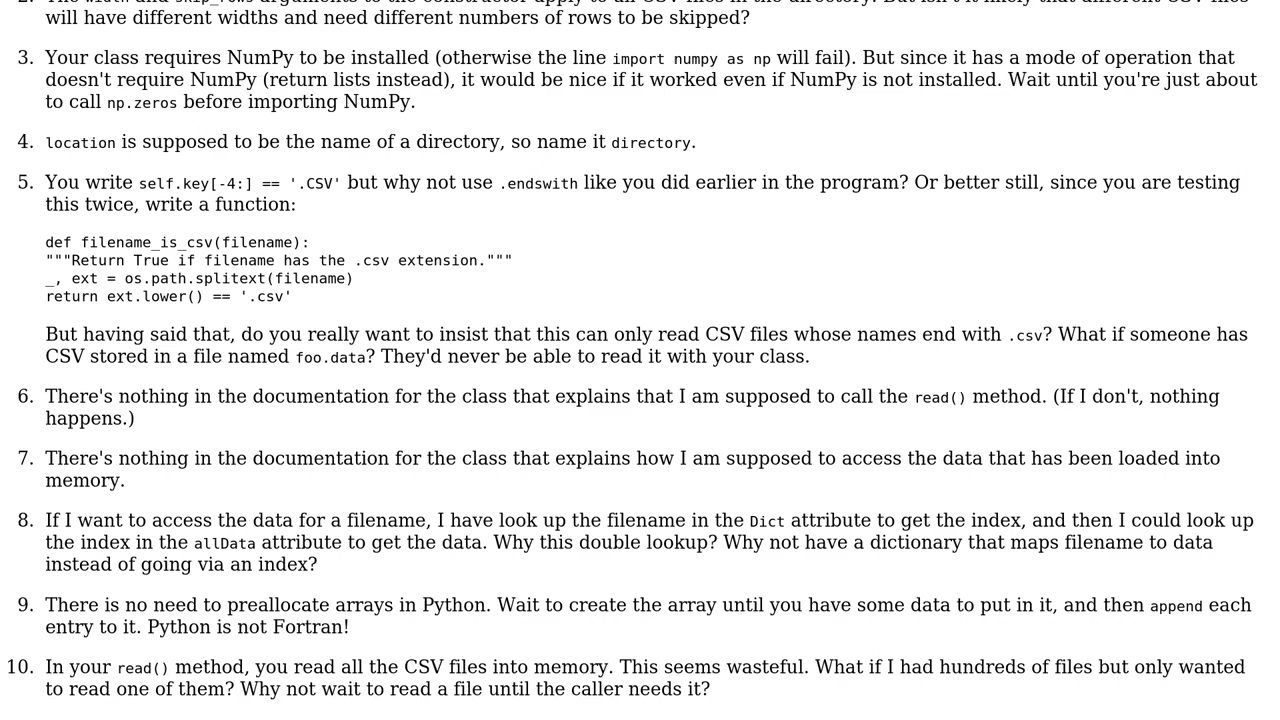 will have different widths and need different numbers of rows to be skipped?
3. Your class requires NumPy to be installed (otherwise the line import numpy as np will fail). But since it has a mode of operation that
doesn't require NumPy (return lists instead), it would be nice if it worked even if NumPy is not installed. Wait until you're just about
to call np.zeros before importing NumPy.
4. location is supposed to be the name of a directory, so name it directory.
5. You write self.key[-4:] == '.CSV' but why not use .endswith like you did earlier in the program? Or better still, since you are testing
this twice, write a function:
def filename_is_csv(filename):
"""Return True if filename has the .csv extension."""
_, ext = os.path.splitext(filename)
return ext.lower() == '.csv'
But having said that, do you really want to insist that this can only read CSV files whose names end with .csv? What if someone has
CSV stored in a file named foo.data? They'd never be able to read it with your class.
6. There's nothing in the documentation for the class that explains that I am supposed to call the read() method. (If I don't, nothing
happens.)
7. There's nothing in the documentation for the class that explains how I am supposed to access the data that has been loaded into
memory.
8. If I want to access the data for a filename, I have look up the filename in the Dict attribute to get the index, and then I could look up
the index in the allData attribute to get the data. Why this double lookup? Why not have a dictionary that maps filename to data
instead of going via an index?
9. There is no need to preallocate arrays in Python. Wait to create the array until you have some data to put in it, and then append each
entry to it. Python is not Fortran!
10. In your read() method, you read all the CSV files into memory. This seems wasteful. What if I had hundreds of files but only wanted
to read one of them? Why not wait to read a file until the caller needs it?